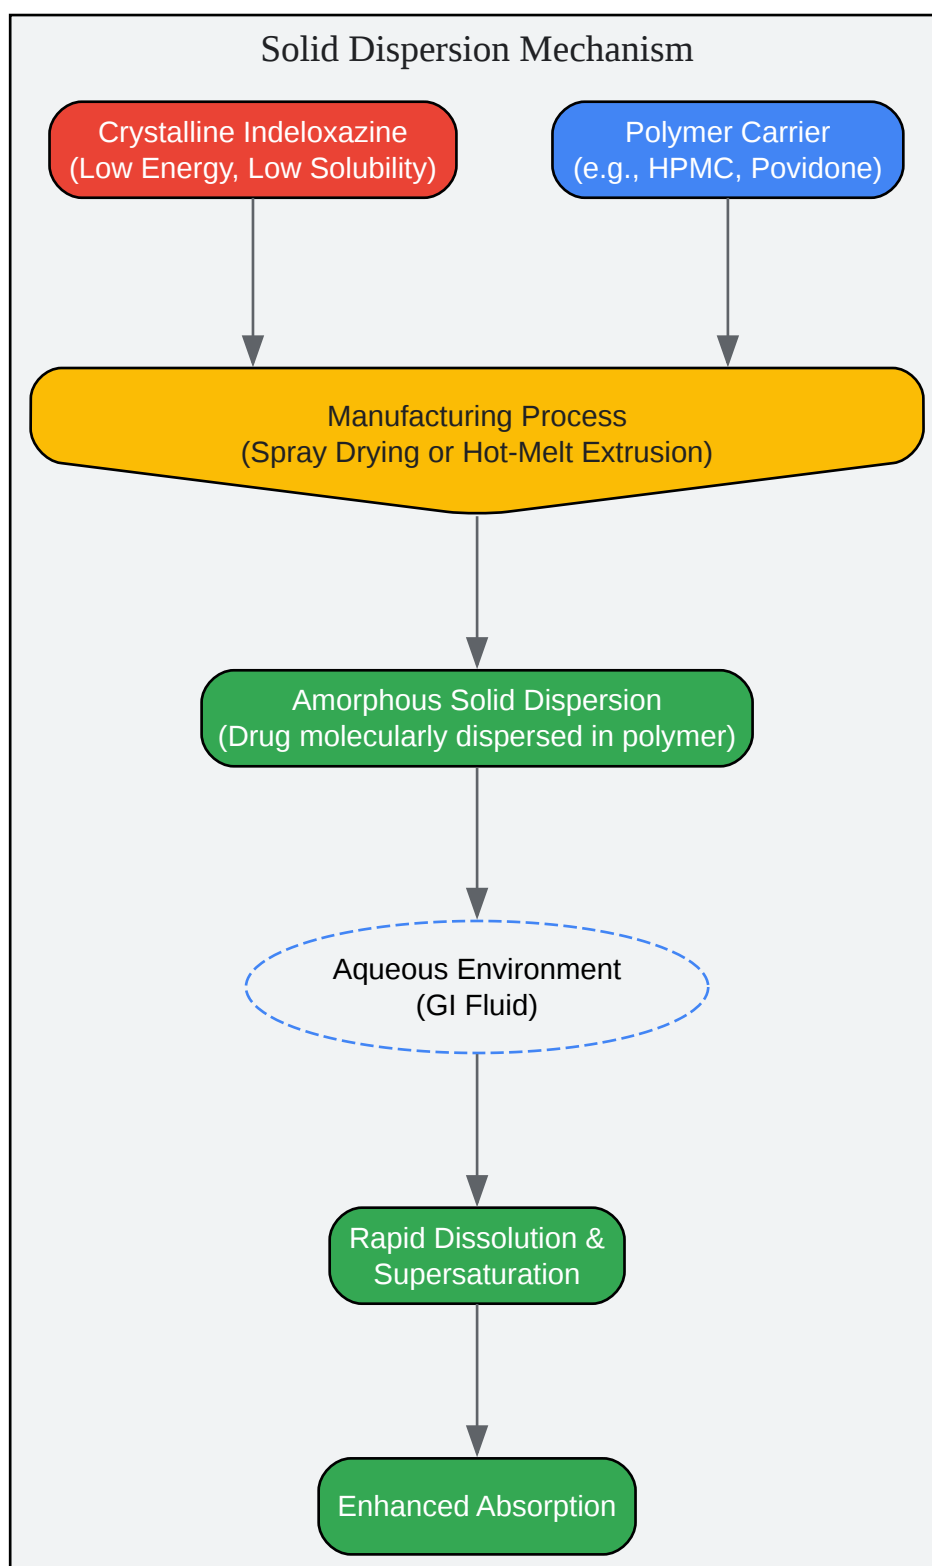 Solid Dispersion Mechanism
Crystalline Indeloxazine
(Low Energy, Low Solubility)
Polymer Carrier
(e.g., HPMC, Povidone)
Manufacturing Process
(Spray Drying or Hot-Melt Extrusion)
Amorphous Solid Dispersion
(Drug molecularly dispersed in polymer)
Aqueous Environment
(GI Fluid)
Rapid Dissolution &
Supersaturation
Enhanced Absorption